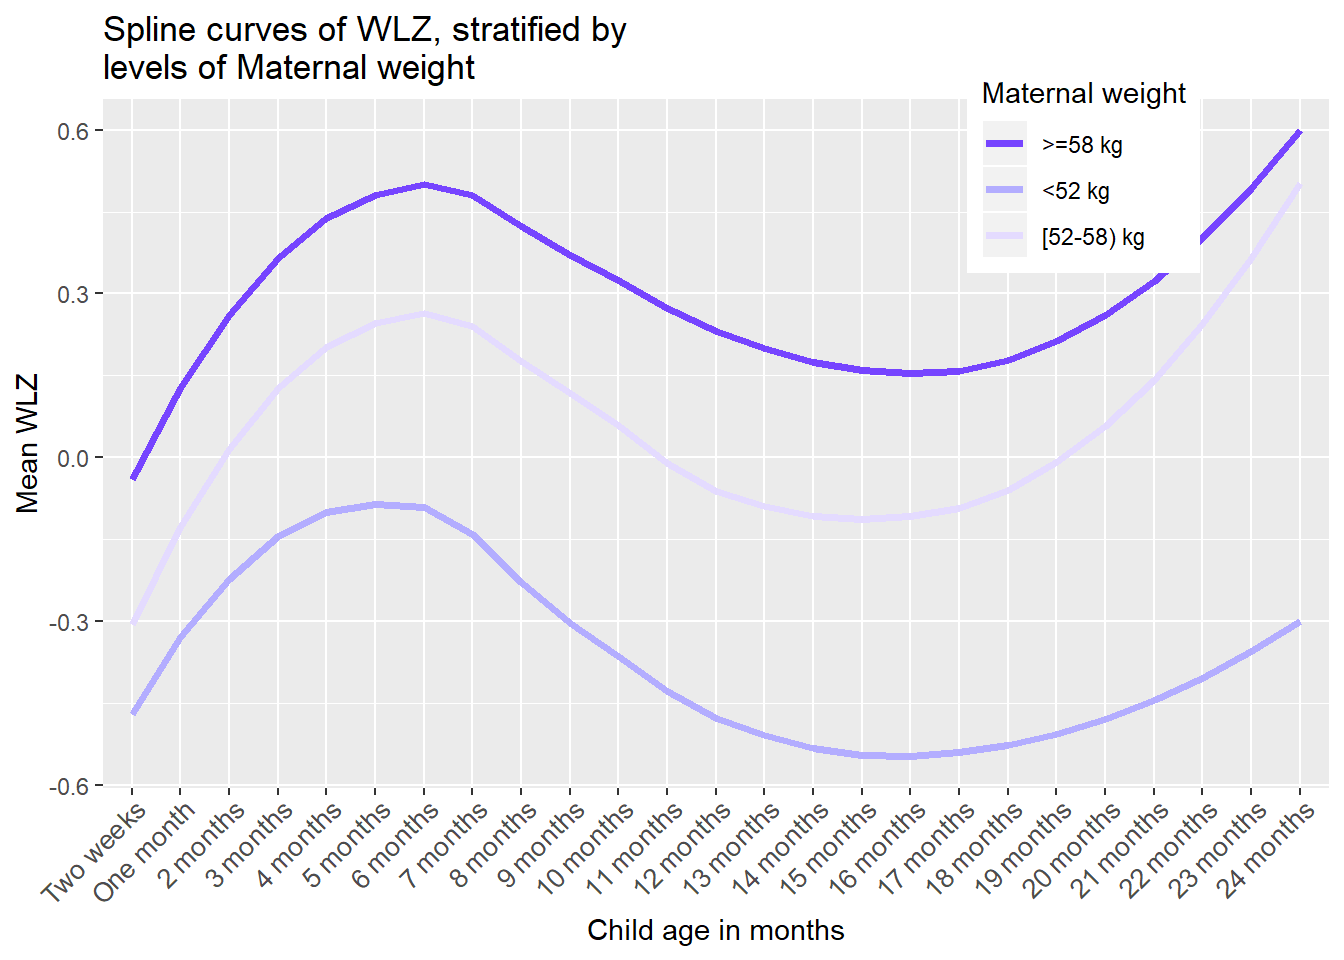 Spline curves of WLZ, stratified by
levels of Maternal weight
Maternal weight
>=58 kg
<52 kg
[52-58) kg
Mean WLZ
0.6
0.3
0.0
-0.3
-0.6
Two weeks
One month
2 months
3 months
4 months
5 months
6 months
7 months
8 months
9 months
10 months
11 months
12 months
13 months
14 months
15 months
16 months
17 months
18 months
19 months
20 months
21 months
22 months
23 months
24 months
Child age in months